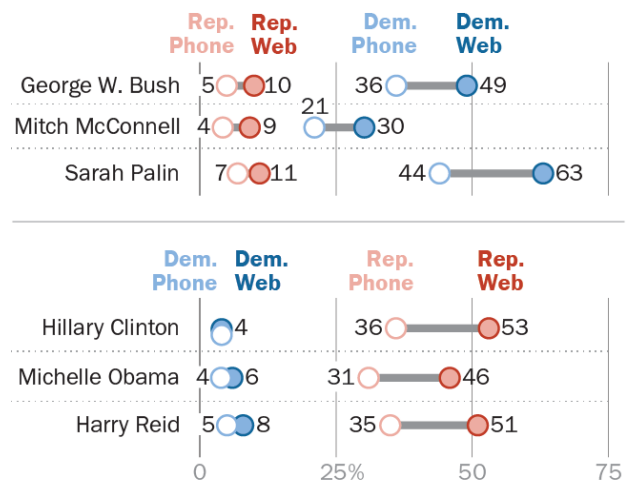 Rep. Phone Rep. Web Dem. Phone Dem. Web
George W. Bush 5 10 36 49
Mitch McConnell 4 9 21 30
Sarah Palin 7 11 44 63
Dem. Phone Dem. Web Rep. Phone Rep. Web
Hillary Clinton 4 36 53
Michelle Obama 4 6 31 46
Harry Reid 5 8 35 51
0 25% 50 75